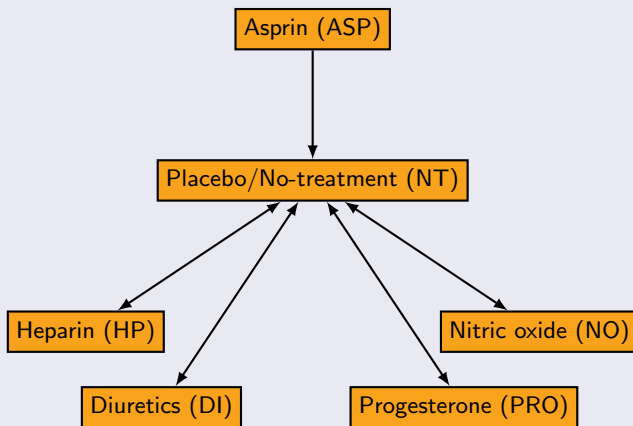 Asprin (ASP)
Placebo/No-treatment (NT)
Heparin (HP)
Nitric oxide (NO)
Diuretics (DI)
Progesterone (PRO)